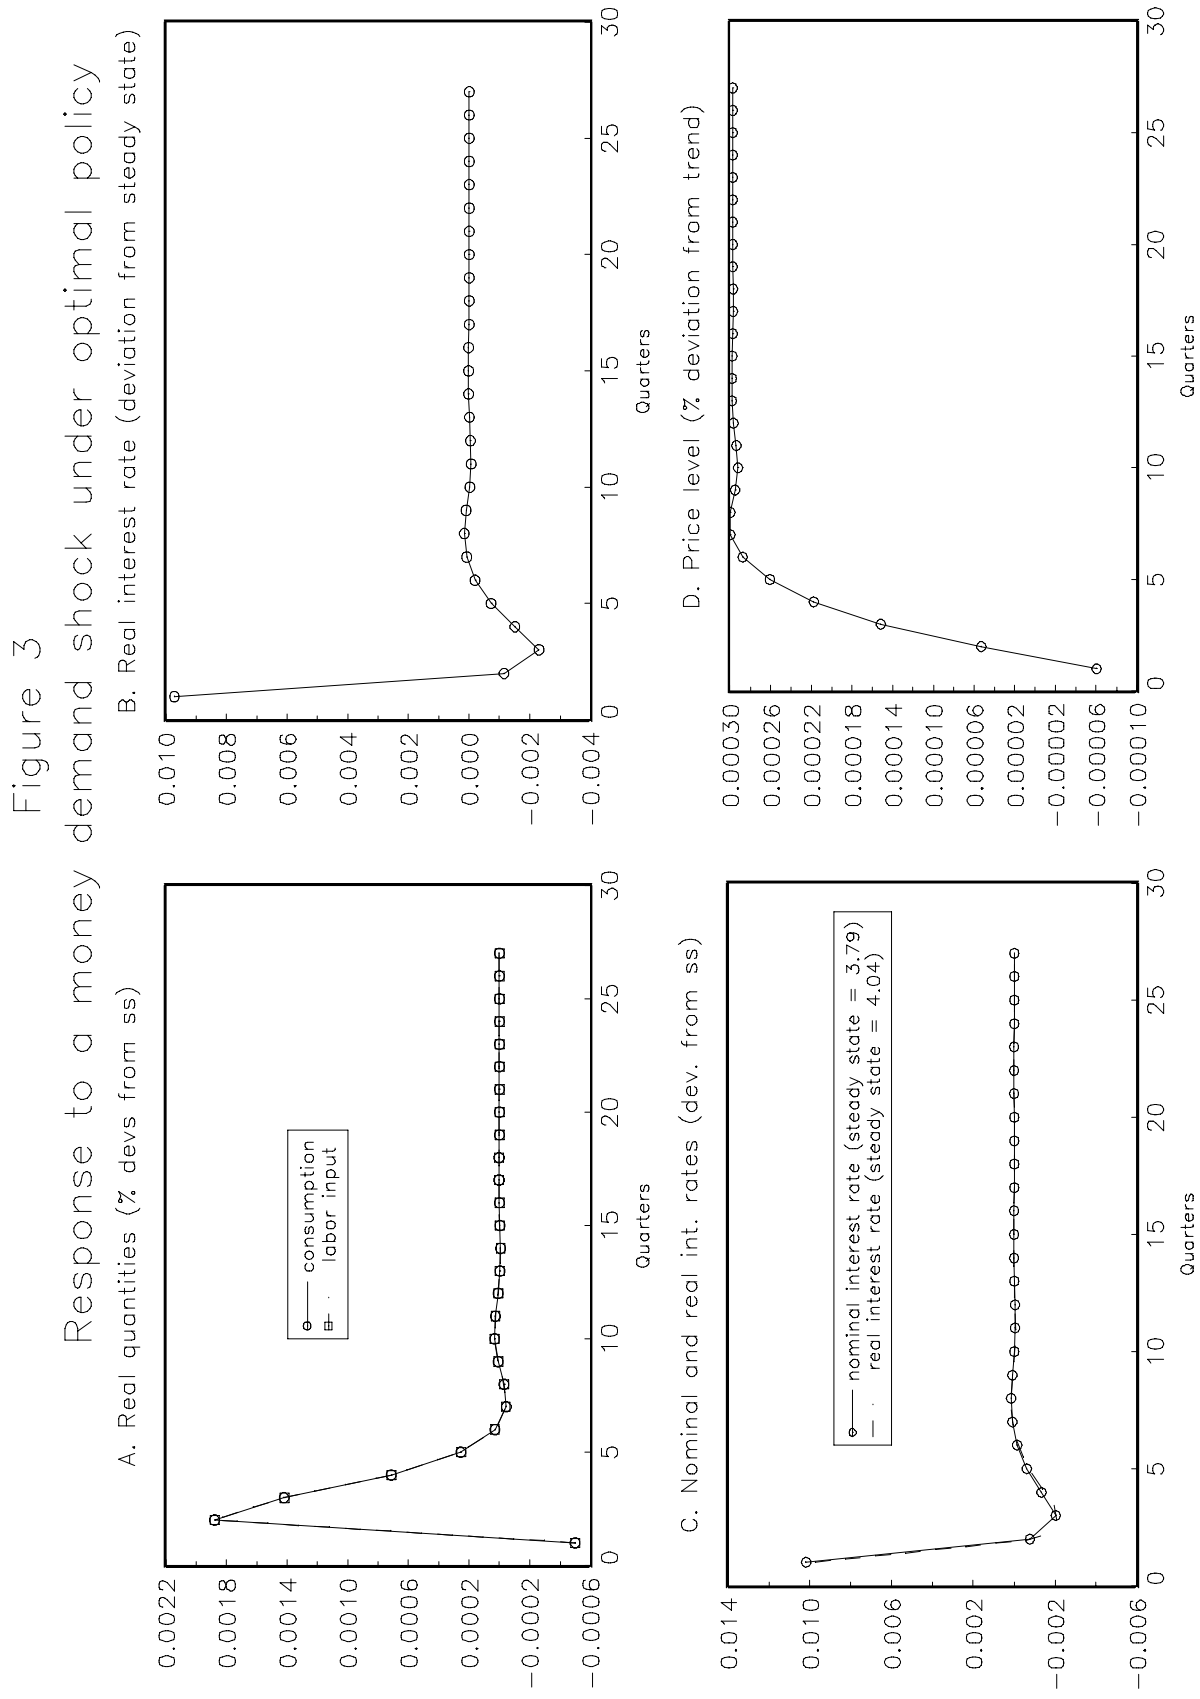 Figure 3
Response to a money demand shock under optimal policy
A. Real quantities (% devs from ss)
0.0022
0.0018
0.0014
0.0010
0.0006
0.0002
−0.0002
−0.0006
0 5 10 15 20 25 30
Quarters
consumption
labor input
B. Real interest rate (deviation from steady state)
0.010
0.008
0.006
0.004
0.002
0.000
−0.002
−0.004
0 5 10 15 20 25 30
Quarters
C. Nominal and real int. rates (dev. from ss)
0.014
0.010
0.006
0.002
−0.002
−0.006
0 5 10 15 20 25 30
Quarters
nominal interest rate (steady state = 3.79)
real interest rate (steady state = 4.04)
D. Price level (% deviation from trend)
0.00030
0.00026
0.00022
0.00018
0.00014
0.00010
0.00006
0.00002
−0.00002
−0.00006
−0.00010
0 5 10 15 20 25 30
Quarters